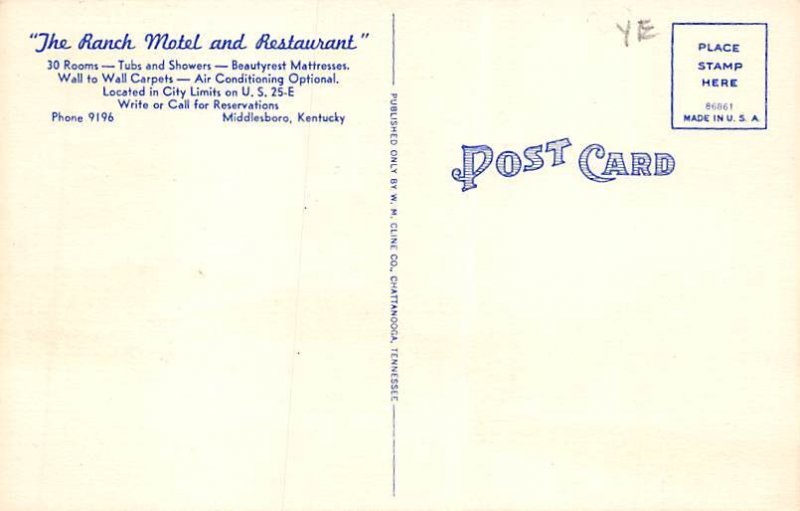 "The Ranch Motel and Restaurant"
30 Rooms — Tubs and Showers — Beautyrest Mattresses.
Wall to Wall Carpets — Air Conditioning Optional.
Located in City Limits on U. S. 25-E
Write or Call for Reservations
Phone 9196 Middlesboro, Kentucky
PUBLISHED ONLY BY W. M. CLINE CO., CHATTANOOGA, TENNESSEE
YE
PLACE
STAMP
HERE
86861
MADE IN U. S. A.
POST CARD